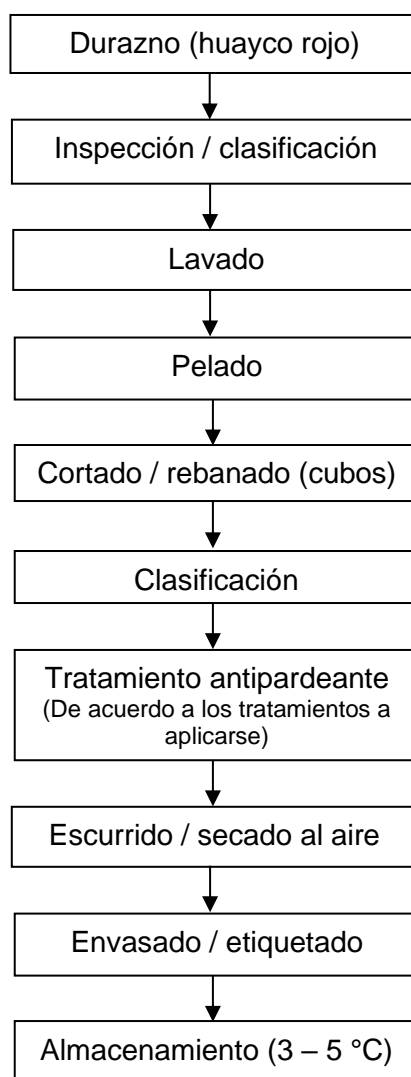 Durazno (huayco rojo)
Inspección / clasificación
Lavado
Pelado
Cortado / rebanado (cubos)
Clasificación
Tratamiento antipardeante
(De acuerdo a los tratamientos a
aplicarse)
Escurrido / secado al aire
Envasado / etiquetado
Almacenamiento (3 – 5 °C)